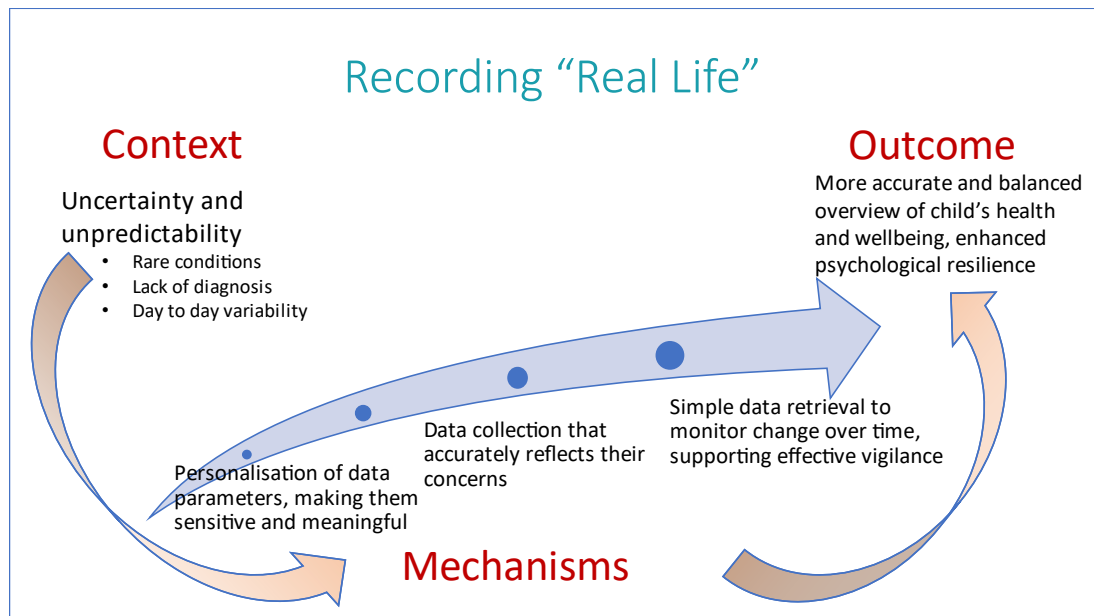 Recording “Real Life”
Context
Uncertainty and
unpredictability
• Rare conditions
• Lack of diagnosis
• Day to day variability
Outcome
More accurate and balanced
overview of child’s health
and wellbeing, enhanced
psychological resilience
Personalisation of data
parameters, making them
sensitive and meaningful
Data collection that
accurately reflects their
concerns
Simple data retrieval to
monitor change over time,
supporting effective vigilance
Mechanisms